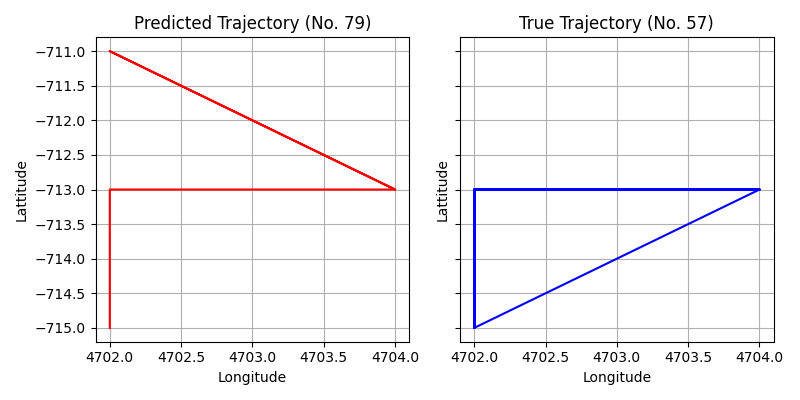 Predicted Trajectory (No. 79)
True Trajectory (No. 57)
Lattitude
−711.0
−711.5
−712.0
−712.5
−713.0
−713.5
−714.0
−714.5
−715.0
Lattitude
4702.0 4702.5 4703.0 4703.5 4704.0
4702.0 4702.5 4703.0 4703.5 4704.0
Longitude
Longitude